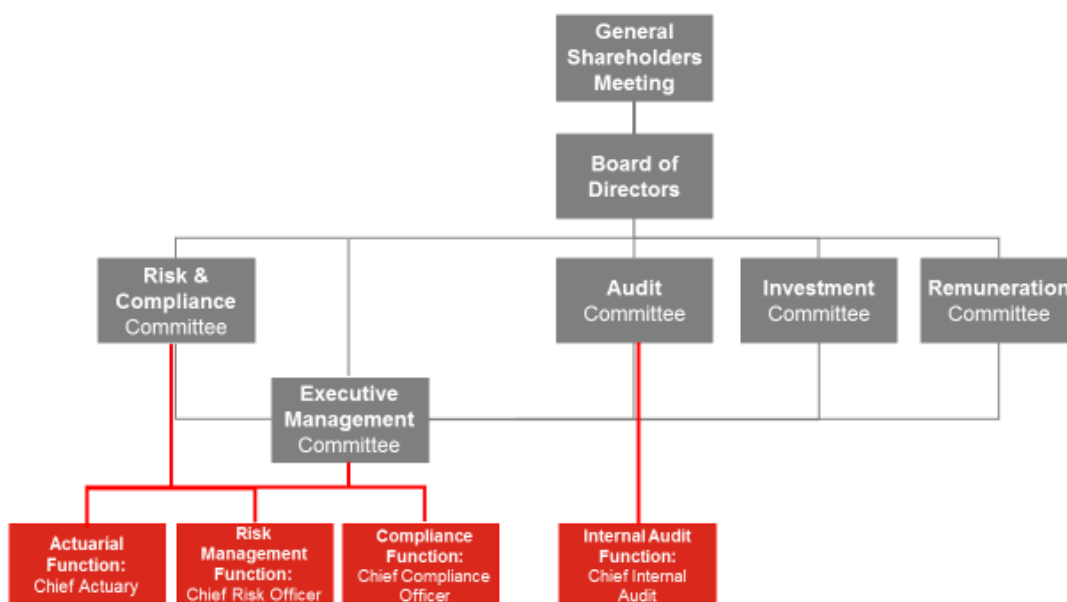 General
Shareholders
Meeting
Board of
Directors
Risk &
Compliance
Committee
Audit
Committee
Investment
Committee
Remuneration
Committee
Executive
Management
Committee
Actuarial
Function:
Chief Actuary
Risk
Management
Function:
Chief Risk Officer
Compliance
Function:
Chief Compliance
Officer
Internal Audit
Function:
Chief Internal
Audit